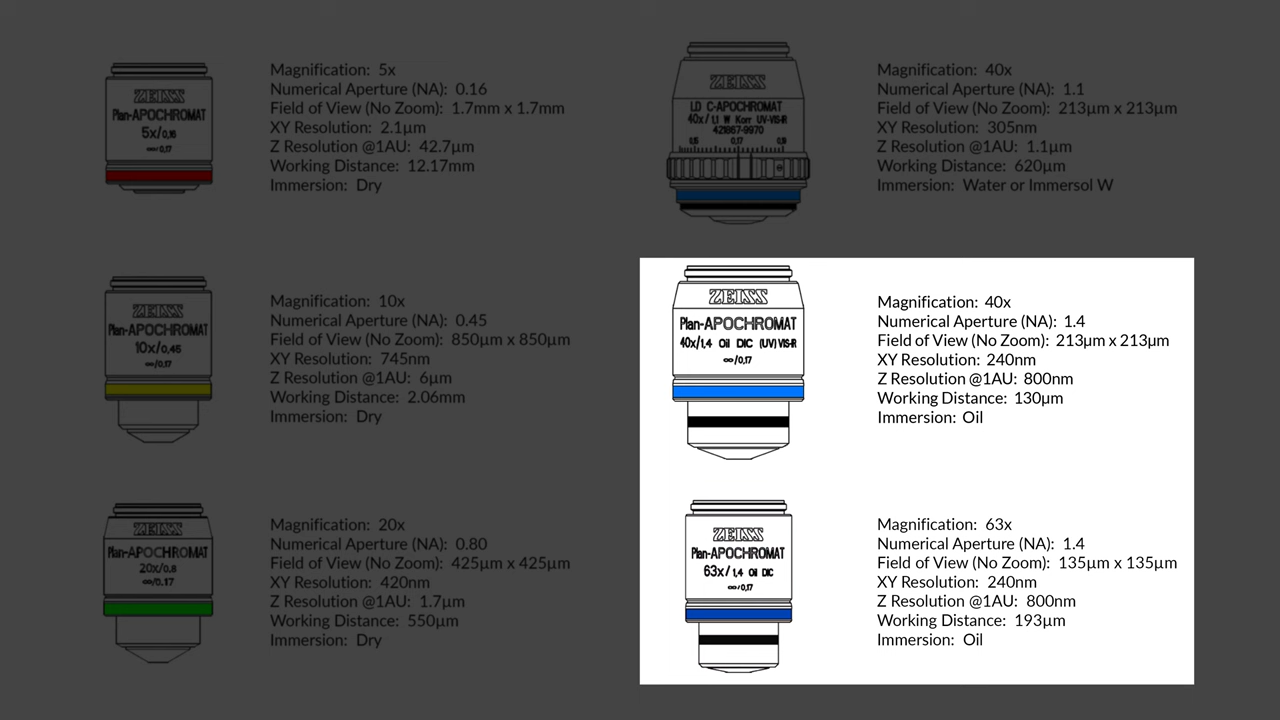 ZEISS
Plan-APOCHROMAT
5x/0,16
∞/0,17
Magnification: 5x
Numerical Aperture (NA): 0.16
Field of View (No Zoom): 1.7mm x 1.7mm
XY Resolution: 2.1µm
Z Resolution @1AU: 42.7µm
Working Distance: 12.17mm
Immersion: Dry
ZEISS
LD C-APOCHROMAT
40x/1,1 W Korr UV-VIS-IR
421867-9970
0,15 0,17 0,19
Magnification: 40x
Numerical Aperture (NA): 1.1
Field of View (No Zoom): 213µm x 213µm
XY Resolution: 305nm
Z Resolution @1AU: 1.1µm
Working Distance: 620µm
Immersion: Water or Immersol W
ZEISS
Plan-APOCHROMAT
10x/0,45
∞/0,17
Magnification: 10x
Numerical Aperture (NA): 0.45
Field of View (No Zoom): 850µm x 850µm
XY Resolution: 745nm
Z Resolution @1AU: 6µm
Working Distance: 2.06mm
Immersion: Dry
ZEISS
Plan-APOCHROMAT
40x/1,4 Oil DIC (UV) VIS-IR
∞/0,17
Magnification: 40x
Numerical Aperture (NA): 1.4
Field of View (No Zoom): 213µm x 213µm
XY Resolution: 240nm
Z Resolution @1AU: 800nm
Working Distance: 130µm
Immersion: Oil
ZEISS
Plan-APOCHROMAT
20x/0.8
∞/0.17
Magnification: 20x
Numerical Aperture (NA): 0.80
Field of View (No Zoom): 425µm x 425µm
XY Resolution: 420nm
Z Resolution @1AU: 1.7µm
Working Distance: 550µm
Immersion: Dry
ZEISS
Plan-APOCHROMAT
63x/1,4 Oil DIC
∞/0,17
Magnification: 63x
Numerical Aperture (NA): 1.4
Field of View (No Zoom): 135µm x 135µm
XY Resolution: 240nm
Z Resolution @1AU: 800nm
Working Distance: 193µm
Immersion: Oil